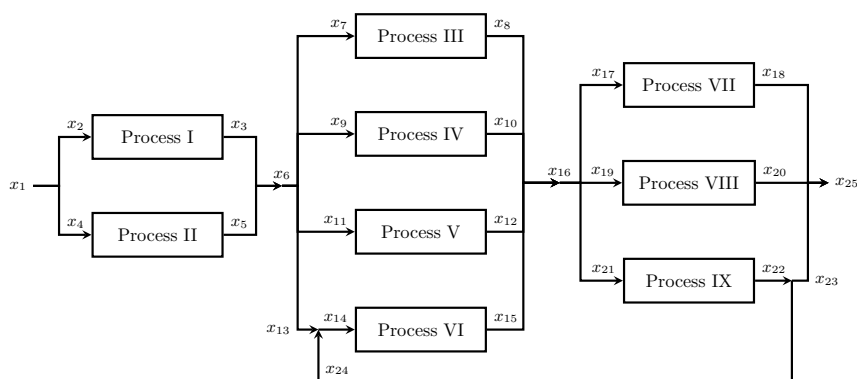 x₇
Process III
x₈
x₁₇
Process VII
x₁₈
x₂
Process I
x₃
x₉
Process IV
x₁₀
x₁
x₆
x₁₆
x₁₉
Process VIII
x₂₀
x₂₅
x₄
Process II
x₅
x₁₁
Process V
x₁₂
x₂₁
Process IX
x₂₂
x₂₃
x₁₃
x₁₄
Process VI
x₁₅
x₂₄